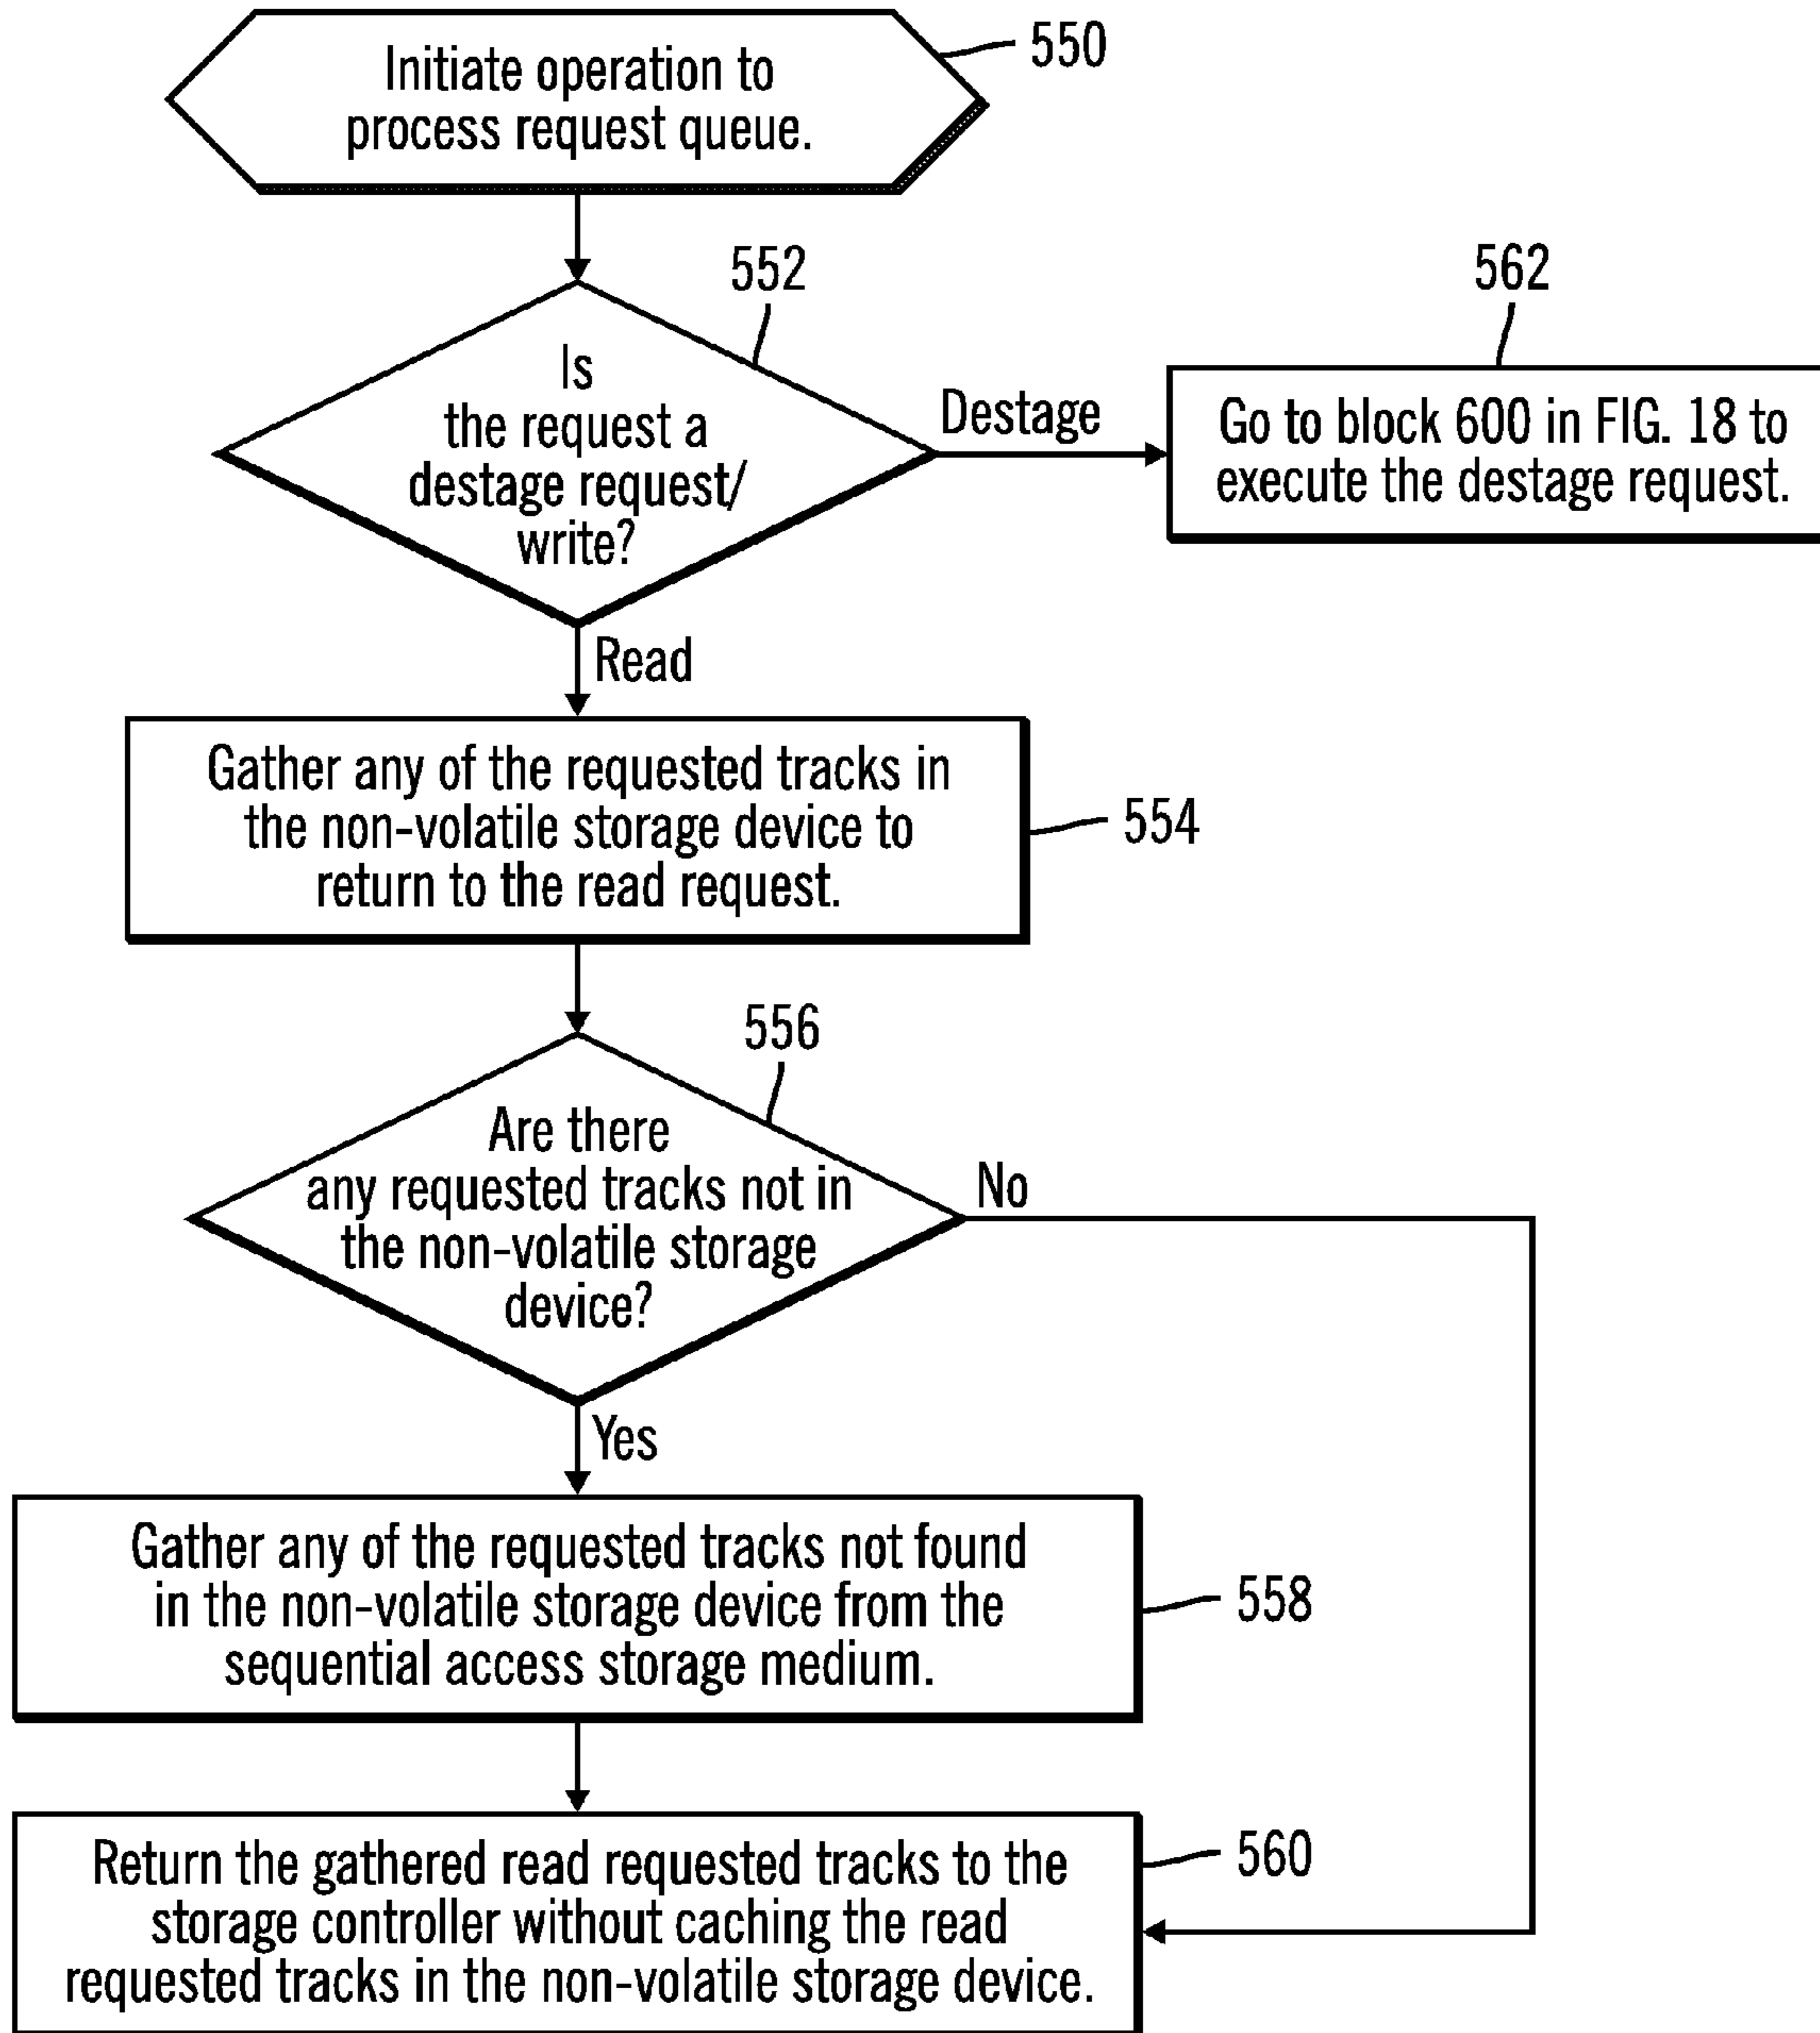 Initiate operation to
process request queue.
550
552
Is
the request a
destage request/
write?
Destage
562
Go to block 600 in FIG. 18 to
execute the destage request.
Read
Gather any of the requested tracks in
the non-volatile storage device to
return to the read request.
554
556
Are there
any requested tracks not in
the non-volatile storage
device?
No
Yes
Gather any of the requested tracks not found
in the non-volatile storage device from the
sequential access storage medium.
558
Return the gathered read requested tracks to the
storage controller without caching the read
requested tracks in the non-volatile storage device.
560